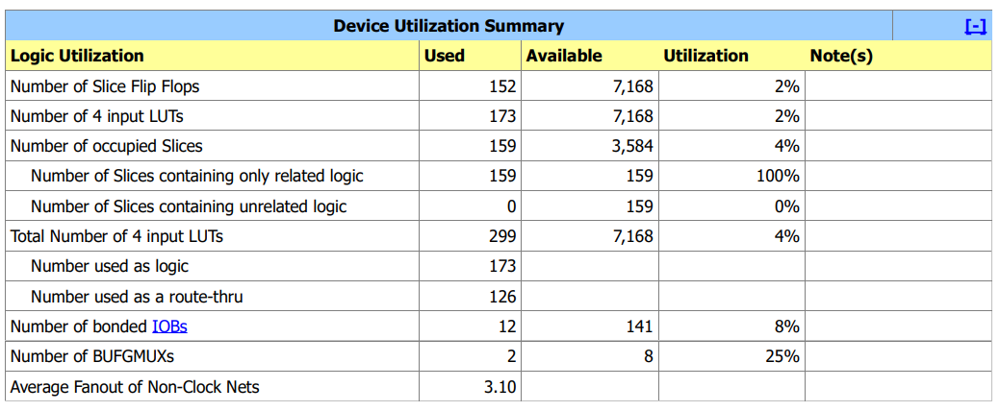 Device Utilization Summary [-]
Logic Utilization Used Available Utilization Note(s)
Number of Slice Flip Flops 152 7,168 2%
Number of 4 input LUTs 173 7,168 2%
Number of occupied Slices 159 3,584 4%
Number of Slices containing only related logic 159 159 100%
Number of Slices containing unrelated logic 0 159 0%
Total Number of 4 input LUTs 299 7,168 4%
Number used as logic 173
Number used as a route-thru 126
Number of bonded IOBs 12 141 8%
Number of BUFGMUXs 2 8 25%
Average Fanout of Non-Clock Nets 3.10